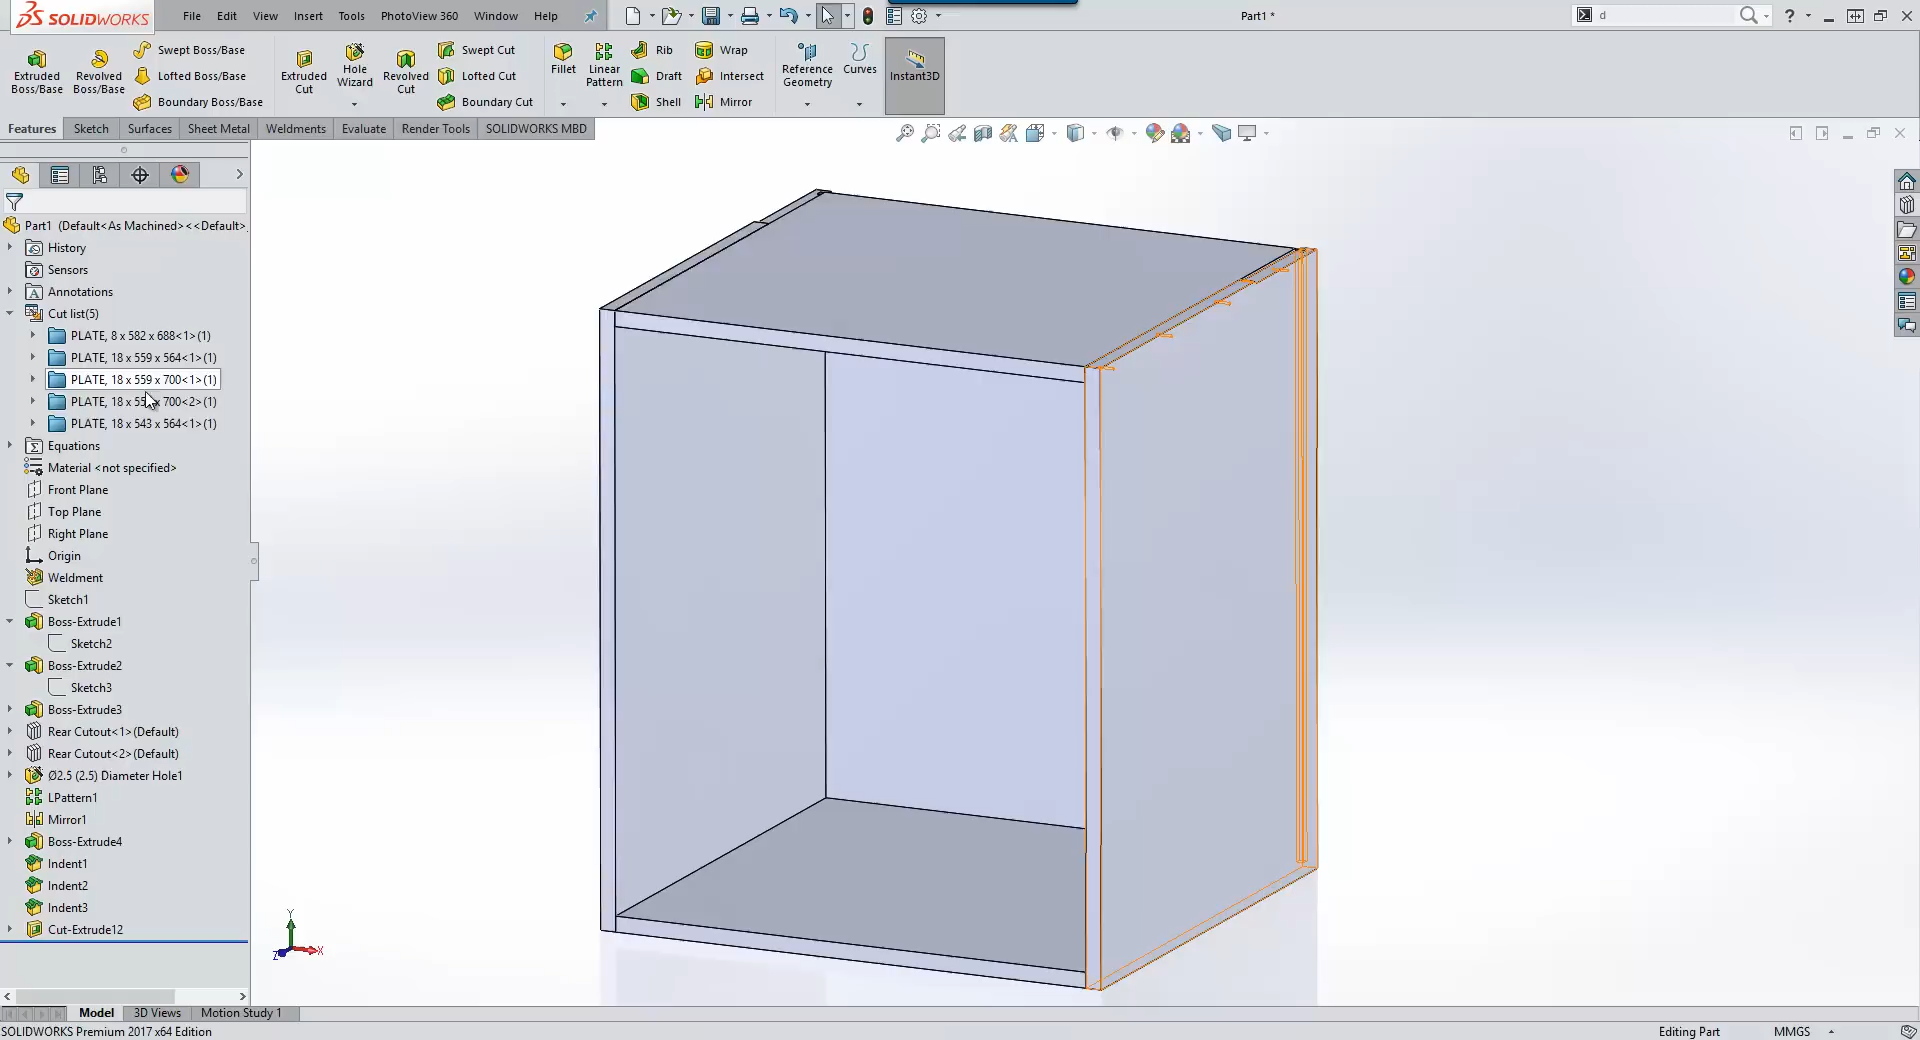 SOLIDWORKS
File Edit View Insert Tools PhotoView 360 Window Help
Part1 *
d
?
Extruded Boss/Base
Revolved Boss/Base
Swept Boss/Base
Lofted Boss/Base
Boundary Boss/Base
Extruded Cut
Hole Wizard
Revolved Cut
Swept Cut
Lofted Cut
Boundary Cut
Fillet
Linear Pattern
Rib
Draft
Shell
Wrap
Intersect
Mirror
Reference Geometry
Curves
Instant3D
Features Sketch Surfaces Sheet Metal Weldments Evaluate Render Tools SOLIDWORKS MBD
Part1 (Default<As Machined><<Default>
History
Sensors
Annotations
Cut list(5)
PLATE, 8 x 582 x 688<1>(1)
PLATE, 18 x 559 x 564<1>(1)
PLATE, 18 x 559 x 700<1>(1)
PLATE, 18 x 700<2>(1)
PLATE, 18 x 543 x 564<1>(1)
Equations
Material <not specified>
Front Plane
Top Plane
Right Plane
Origin
Weldment
Sketch1
Boss-Extrude1
Sketch2
Boss-Extrude2
Sketch3
Boss-Extrude3
Rear Cutout<1>(Default)
Rear Cutout<2>(Default)
Ø2.5 (2.5) Diameter Hole1
LPattern1
Mirror1
Boss-Extrude4
Indent1
Indent2
Indent3
Cut-Extrude12
Y
X
Z
Model 3D Views Motion Study 1
SOLIDWORKS Premium 2017 x64 Edition
Editing Part
MMGS